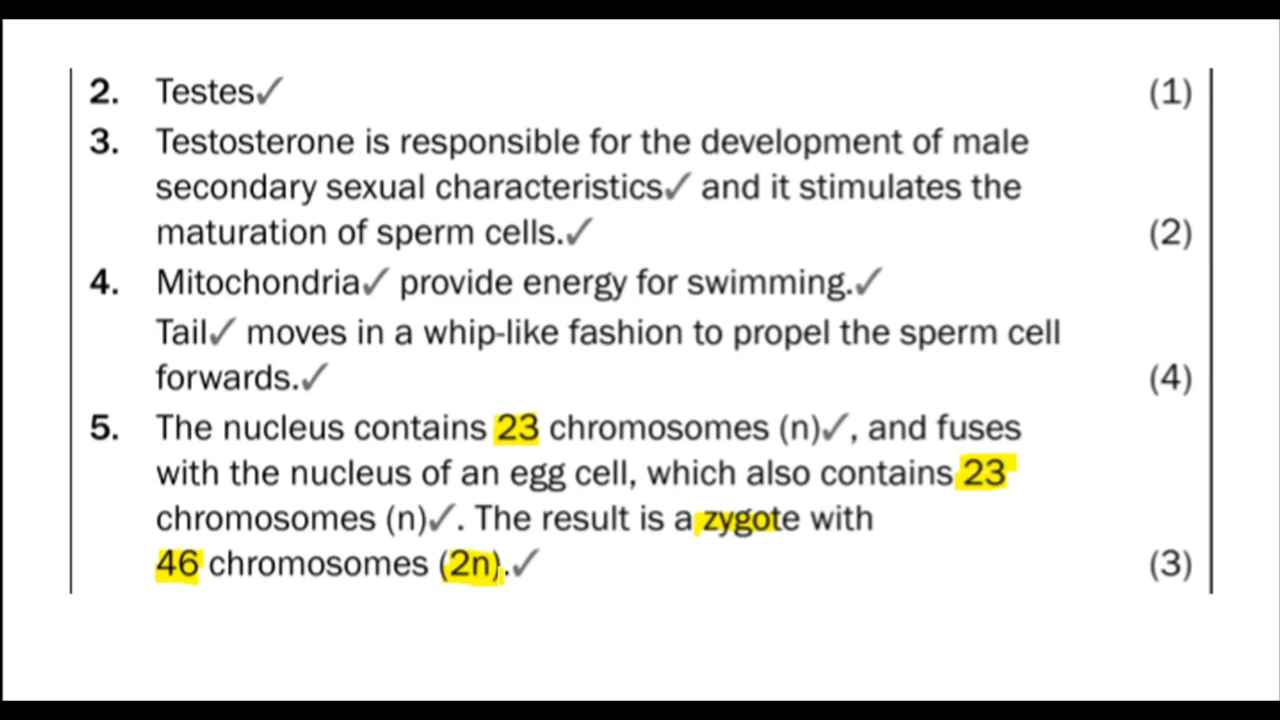 2. Testes✓ (1)
3. Testosterone is responsible for the development of male
secondary sexual characteristics✓ and it stimulates the
maturation of sperm cells.✓ (2)
4. Mitochondria✓ provide energy for swimming.✓
Tail✓ moves in a whip-like fashion to propel the sperm cell
forwards.✓ (4)
5. The nucleus contains 23 chromosomes (n)✓, and fuses
with the nucleus of an egg cell, which also contains 23
chromosomes (n)✓. The result is a zygote with
46 chromosomes (2n).✓ (3)